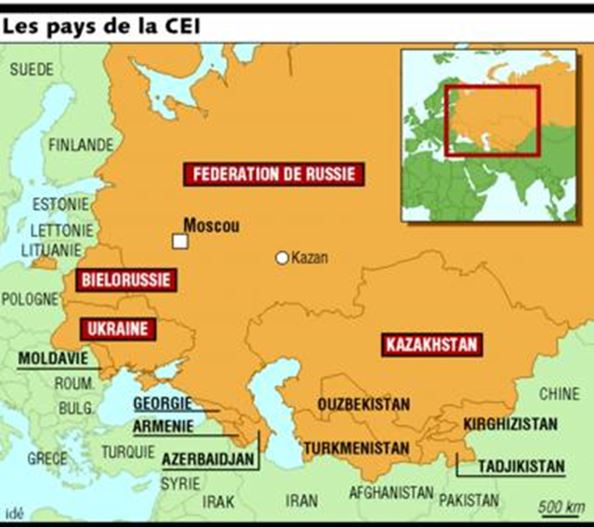 Les pays de la CEI
SUEDE
FINLANDE
FEDERATION DE RUSSIE
ESTONIE
Moscou
LETTONIE
LITUANIE
Kazan
BIELORUSSIE
POLOGNE
UKRAINE
KAZAKHSTAN
MOLDAVIE
ROUM.
CHINE
GEORGIE
OUZBEKISTAN
BULG.
ARMENIE
KIRGHIZISTAN
GRECE
TURQUIE
AZERBAIDJAN
TURKMENISTAN
TADJIKISTAN
SYRIE
IRAK
IRAN
AFGHANISTAN
PAKISTAN
idé
500 km